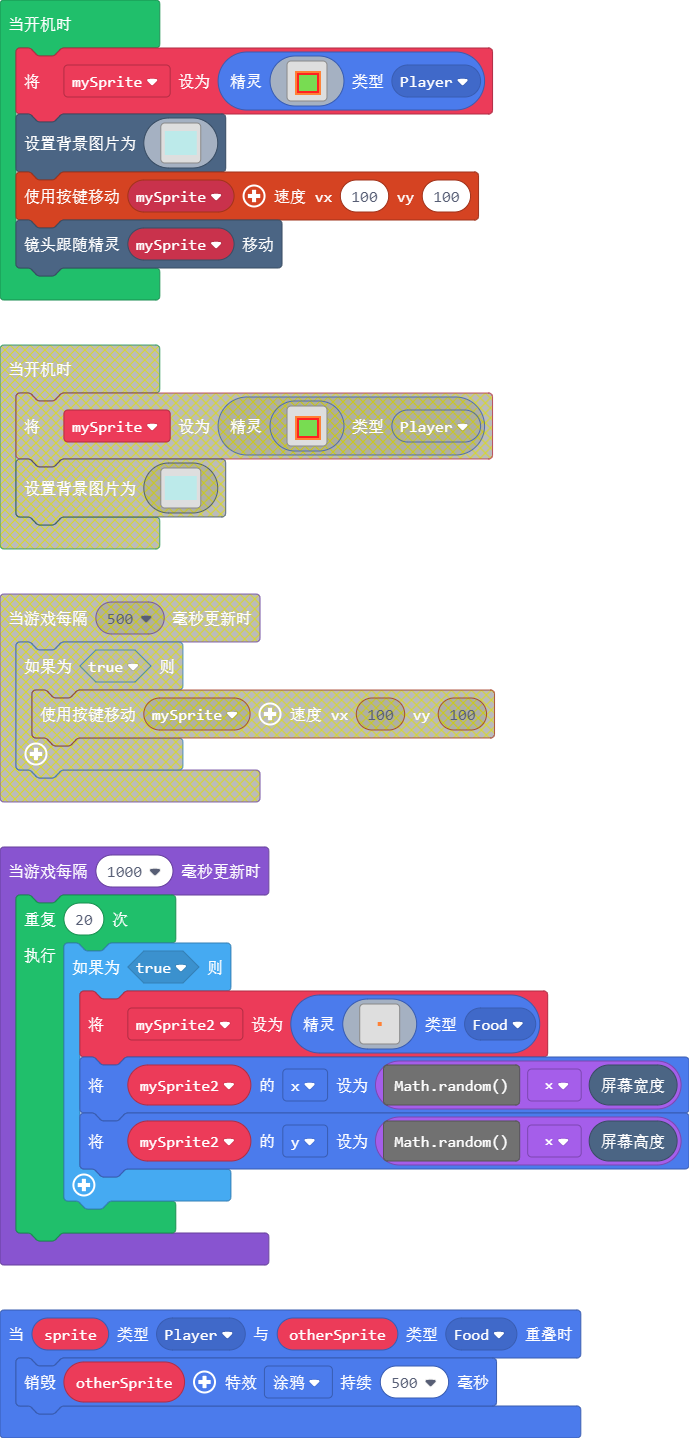 当开机时
将 mySprite 设为 精灵 类型 Player
设置背景图片为
使用按键移动 mySprite 速度 vx 100 vy 100
镜头跟随精灵 mySprite 移动
当开机时
将 mySprite 设为 精灵 类型 Player
设置背景图片为
当游戏每隔 500 毫秒更新时
如果为 true 则
使用按键移动 mySprite 速度 vx 100 vy 100
当游戏每隔 1000 毫秒更新时
重复 20 次
执行 如果为 true 则
将 mySprite2 设为 精灵 类型 Food
将 mySprite2 的 x 设为 Math.random() × 屏幕宽度
将 mySprite2 的 y 设为 Math.random() × 屏幕高度
当 sprite 类型 Player 与 otherSprite 类型 Food 重叠时
销毁 otherSprite 特效 涂鸦 持续 500 毫秒